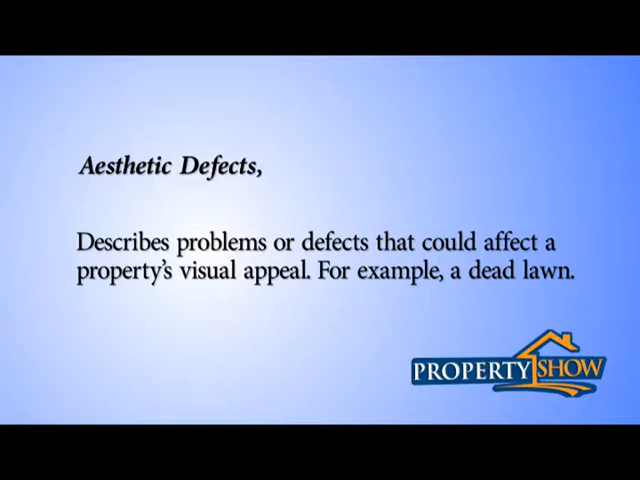 Aesthetic Defects,
Describes problems or defects that could affect a
property's visual appeal. For example, a dead lawn.
PROPERTY SHOW